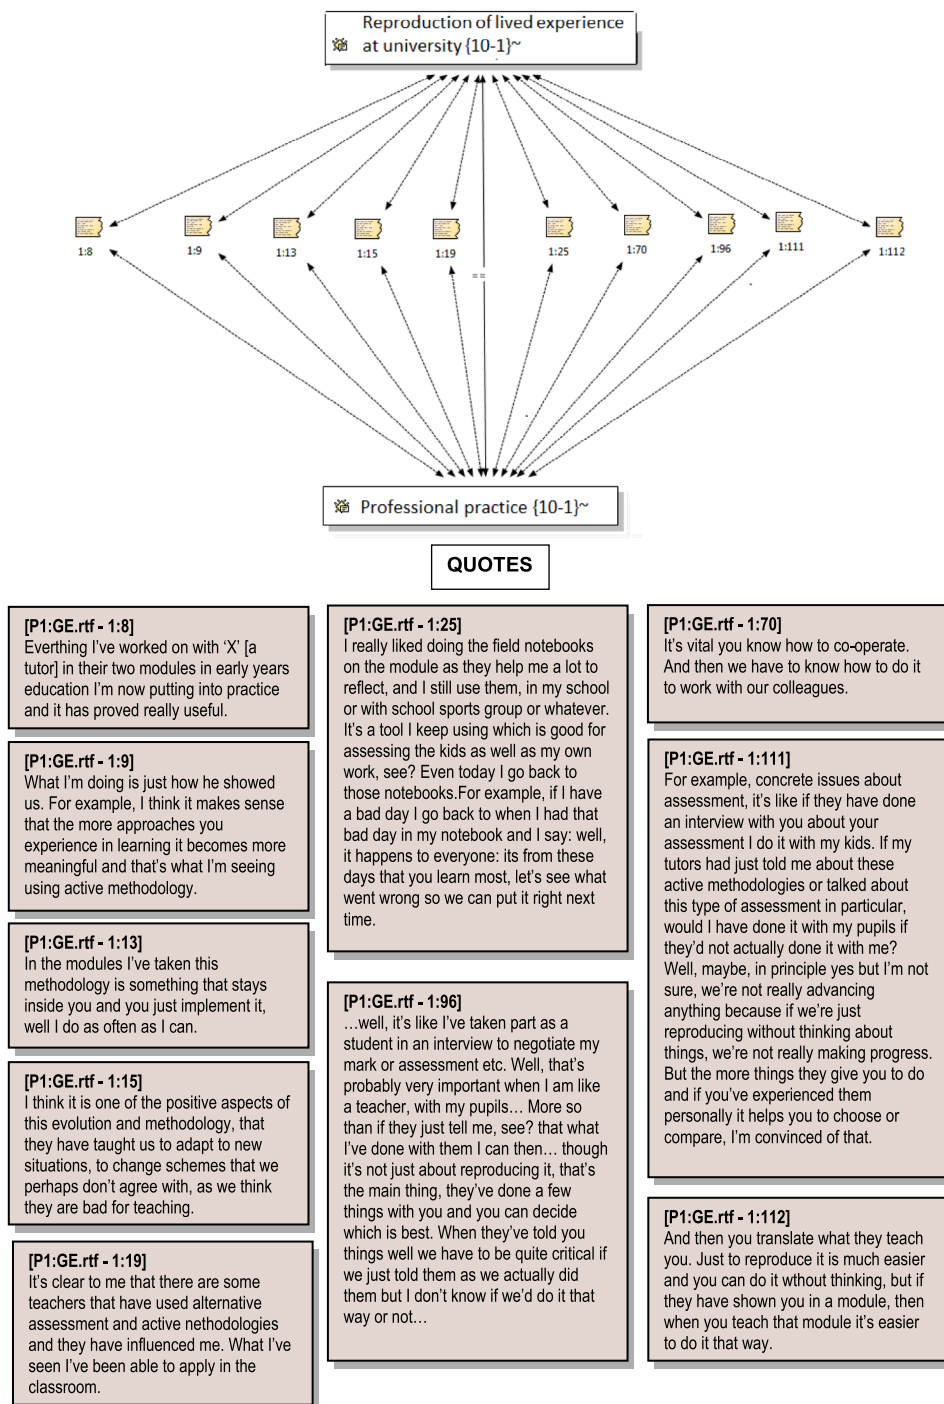 Reproduction of lived experience
at university {10-1}~
1:8
1:9
1:13
1:15
1:19
1:25
1:70
1:96
1:111
1:112
==
Professional practice {10-1}~
QUOTES
[P1:GE.rtf - 1:8]
Everthing I've worked on with 'X' [a
tutor] in their two modules in early years
education I'm now putting into practice
and it has proved really useful.
[P1:GE.rtf - 1:9]
What I'm doing is just how he showed
us. For example, I think it makes sense
that the more approaches you
experience in learning it becomes more
meaningful and that's what I'm seeing
using active methodology.
[P1:GE.rtf - 1:13]
In the modules I've taken this
methodology is something that stays
inside you and you just implement it,
well I do as often as I can.
[P1:GE.rtf - 1:15]
I think it is one of the positive aspects of
this evolution and methodology, that
they have taught us to adapt to new
situations, to change schemes that we
perhaps don't agree with, as we think
they are bad for teaching.
[P1:GE.rtf - 1:19]
It's clear to me that there are some
teachers that have used alternative
assessment and active nethodologies
and they have influenced me. What I've
seen I've been able to apply in the
classroom.
[P1:GE.rtf - 1:25]
I really liked doing the field notebooks
on the module as they help me a lot to
reflect, and I still use them, in my school
or with school sports group or whatever.
It's a tool I keep using which is good for
assessing the kids as well as my own
work, see? Even today I go back to
those notebooks.For example, if I have
a bad day I go back to when I had that
bad day in my notebook and I say: well,
it happens to everyone: its from these
days that you learn most, let's see what
went wrong so we can put it right next
time.
[P1:GE.rtf - 1:96]
…well, it's like I've taken part as a
student in an interview to negotiate my
mark or assessment etc. Well, that's
probably very important when I am like
a teacher, with my pupils… More so
than if they just tell me, see? that what
I've done with them I can then… though
it's not just about reproducing it, that's
the main thing, they've done a few
things with you and you can decide
which is best. When they've told you
things well we have to be quite critical if
we just told them as we actually did
them but I don't know if we'd do it that
way or not…
[P1:GE.rtf - 1:70]
It's vital you know how to co-operate.
And then we have to know how to do it
to work with our colleagues.
[P1:GE.rtf - 1:111]
For example, concrete issues about
assessment, it's like if they have done
an interview with you about your
assessment I do it with my kids. If my
tutors had just told me about these
active methodologies or talked about
this type of assessment in particular,
would I have done it with my pupils if
they'd not actually done it with me?
Well, maybe, in principle yes but I'm not
sure, we're not really advancing
anything because if we're just
reproducing without thinking about
things, we're not really making progress.
But the more things they give you to do
and if you've experienced them
personally it helps you to choose or
compare, I'm convinced of that.
[P1:GE.rtf - 1:112]
And then you translate what they teach
you. Just to reproduce it is much easier
and you can do it wthout thinking, but if
they have shown you in a module, then
when you teach that module it's easier
to do it that way.